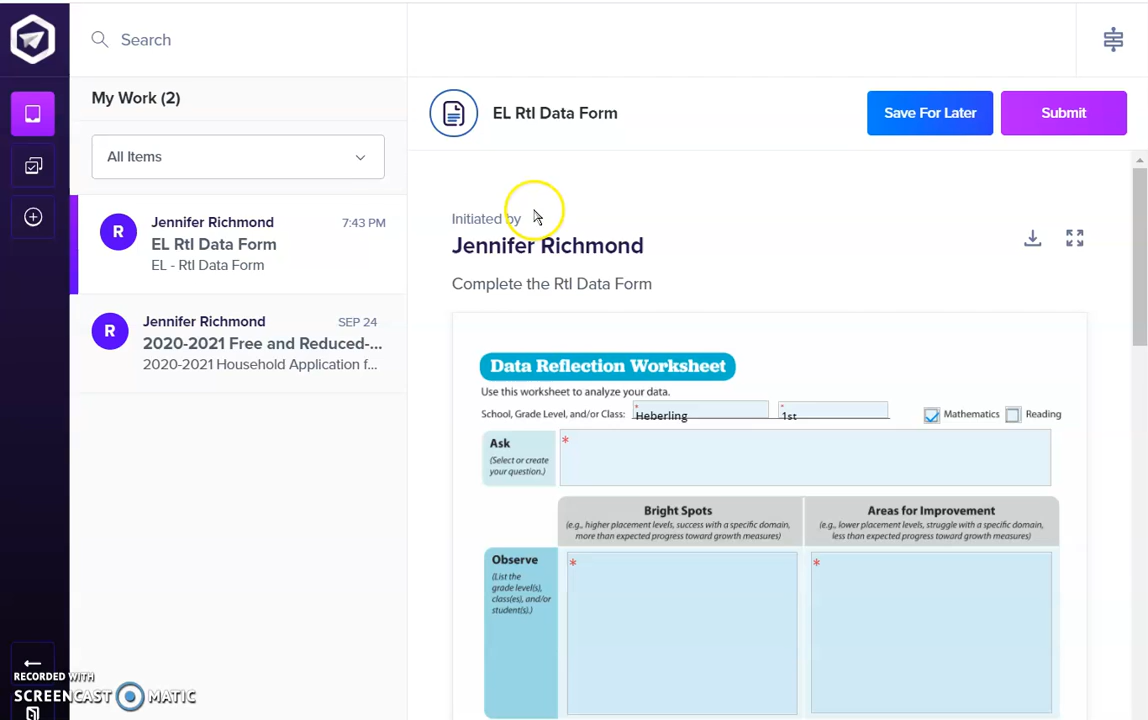 Search
My Work (2)
All Items
R
Jennifer Richmond
7:43 PM
EL RtI Data Form
EL - RtI Data Form
R
Jennifer Richmond
SEP 24
2020-2021 Free and Reduced-...
2020-2021 Household Application f...
EL RtI Data Form
Save For Later
Submit
Initiated by
Jennifer Richmond
Complete the RtI Data Form
Data Reflection Worksheet
Use this worksheet to analyze your data.
School, Grade Level, and/or Class: * Heberling * 1st Mathematics Reading
Ask
(Select or create
your question.)
*
Bright Spots
(e.g., higher placement levels, success with a specific domain,
more than expected progress toward growth measures)
Areas for Improvement
(e.g., lower placement levels, struggle with a specific domain,
less than expected progress toward growth measures)
Observe
(List the
grade level(s),
class(es), and/or
student(s).)
*
*
RECORDED WITH
SCREENCAST MATIC